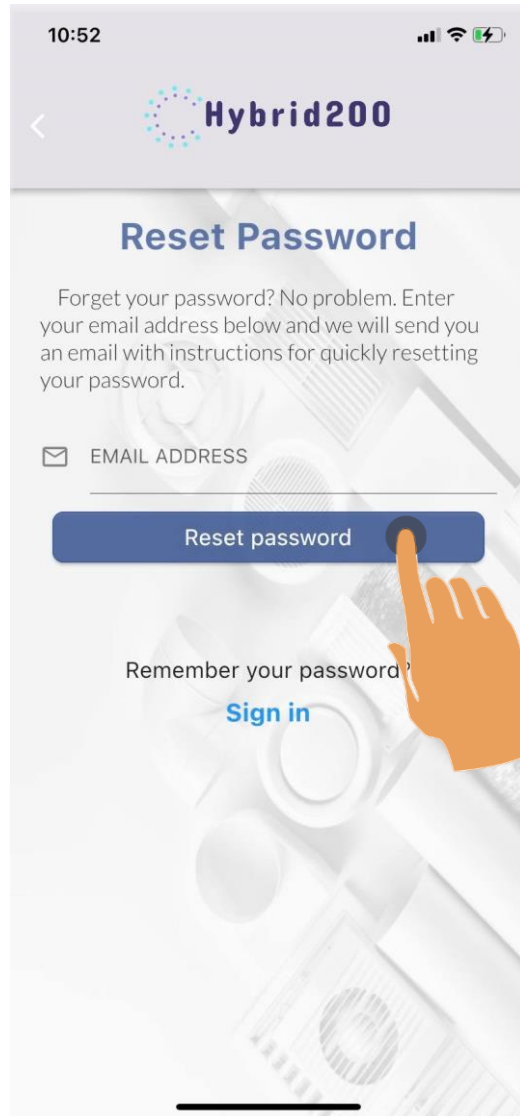 10:52
Hybrid200
Reset Password
Forget your password? No problem. Enter
your email address below and we will send you
an email with instructions for quickly resetting
your password.
EMAIL ADDRESS
Reset password
Remember your password?
Sign in